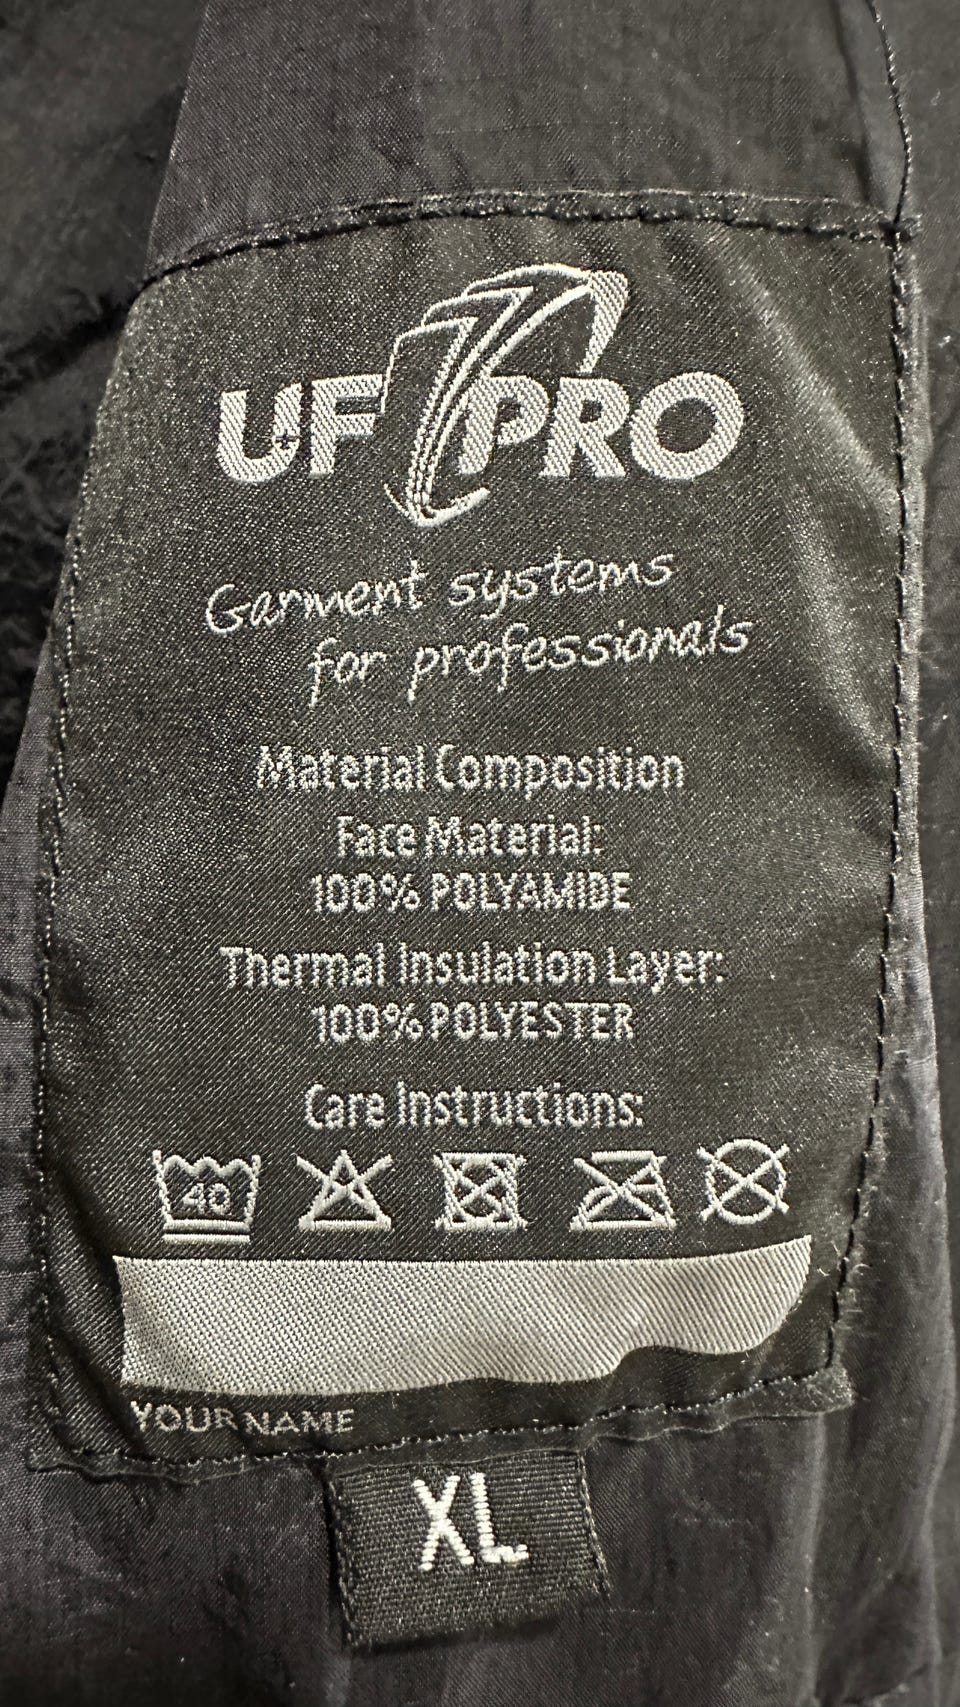 UF PRO
Garment systems
for professionals
Material Composition
Face Material:
100% POLYAMIDE
Thermal Insulation Layer:
100% POLYESTER
Care Instructions:
40
YOUR NAME
XL